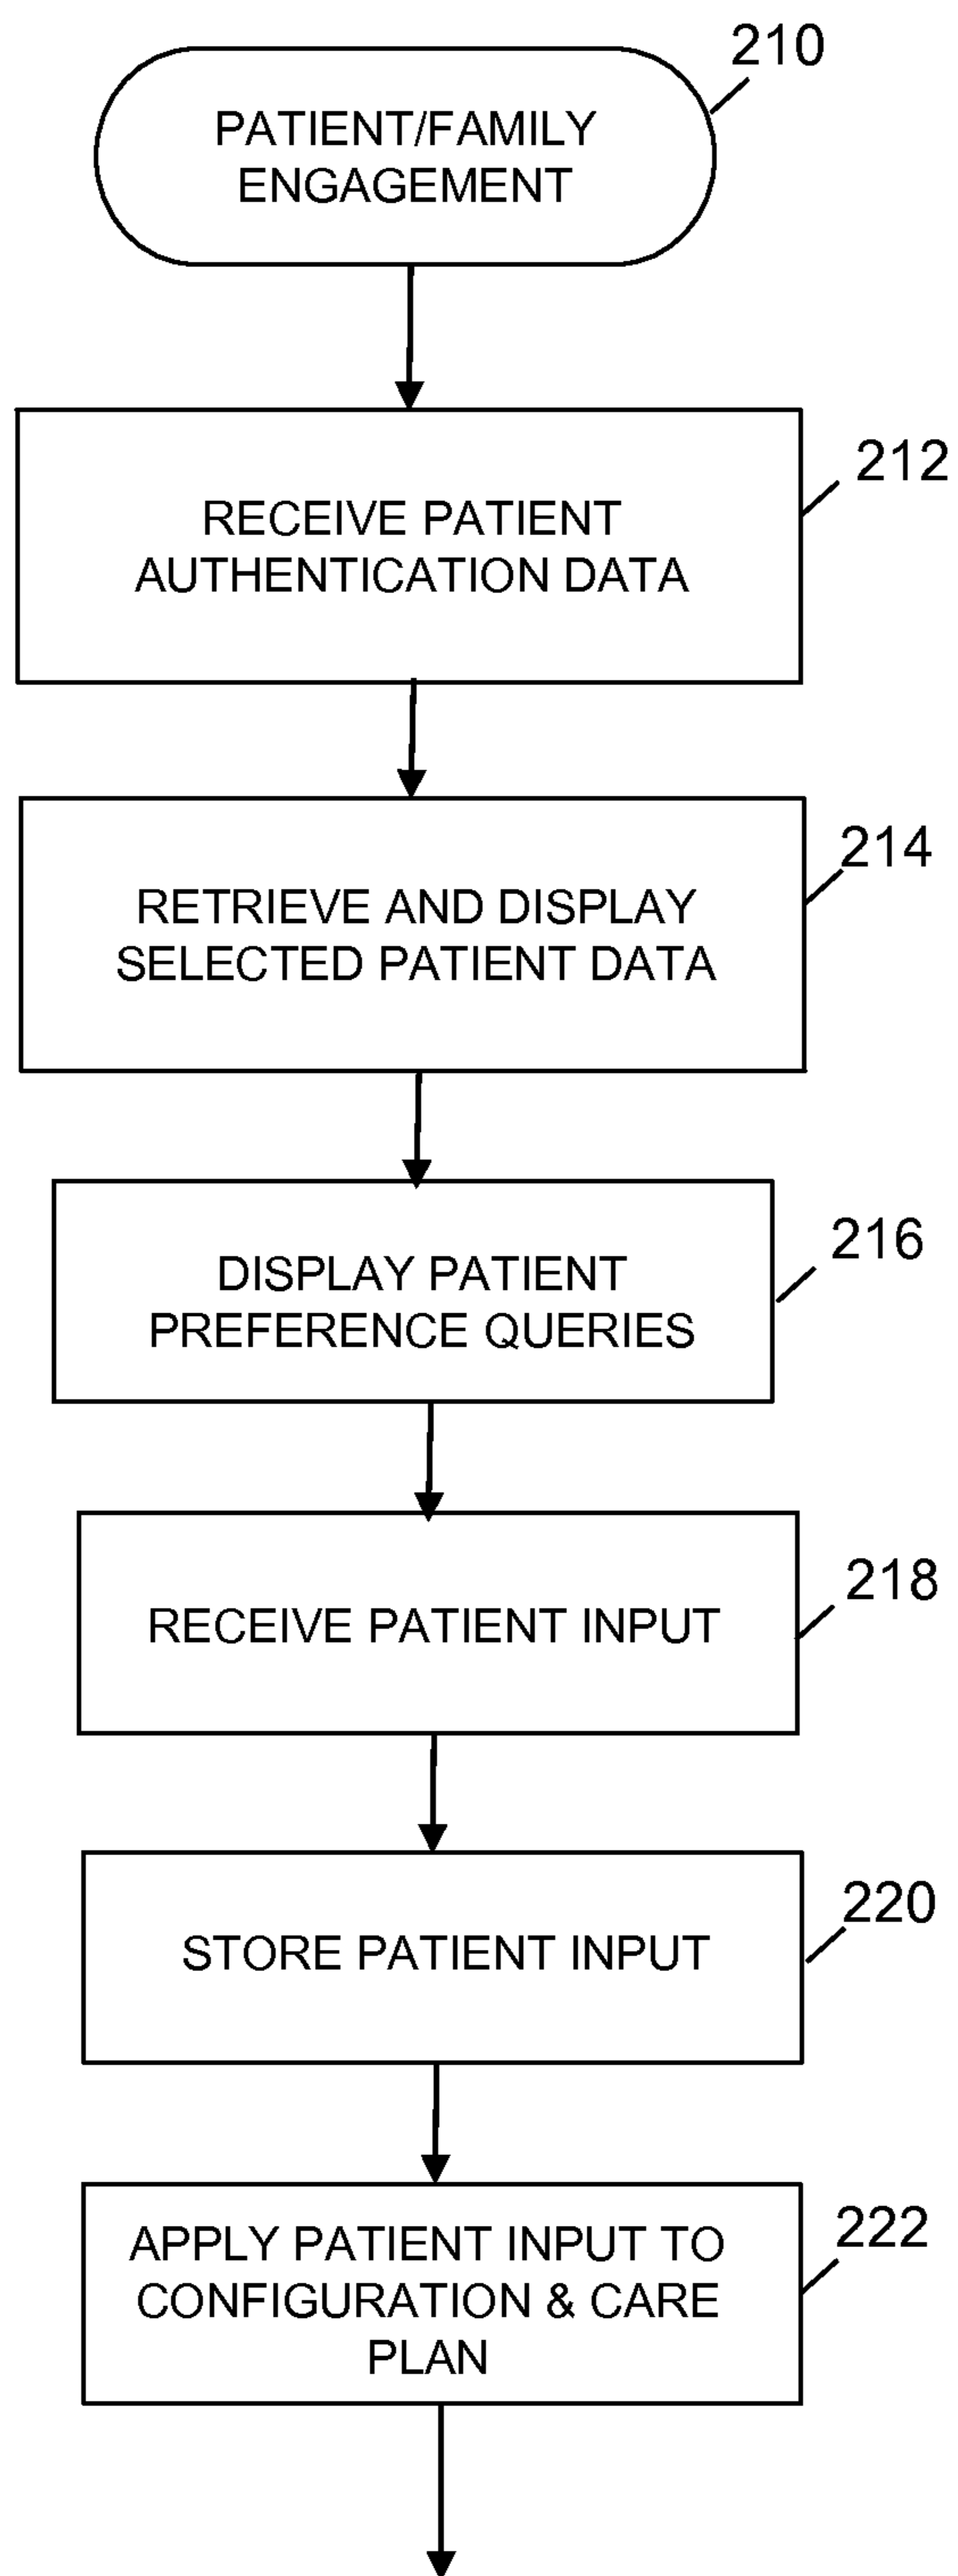 210
PATIENT/FAMILY
ENGAGEMENT
212
RECEIVE PATIENT
AUTHENTICATION DATA
214
RETRIEVE AND DISPLAY
SELECTED PATIENT DATA
216
DISPLAY PATIENT
PREFERENCE QUERIES
218
RECEIVE PATIENT INPUT
220
STORE PATIENT INPUT
222
APPLY PATIENT INPUT TO
CONFIGURATION & CARE
PLAN